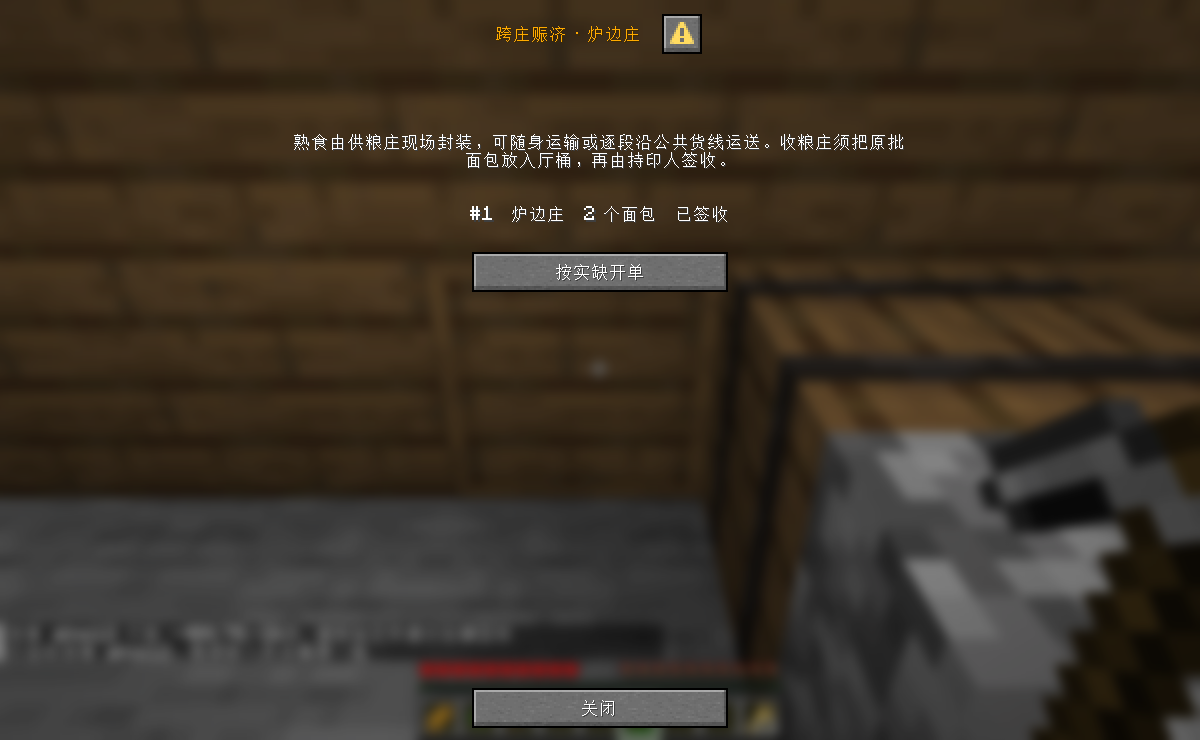 跨庄赈济 · 炉边庄
熟食由供粮庄现场封装，可随身运输或逐段沿公共货线运送。收粮庄须把原批
面包放入厅桶，再由持印人签收。
#1 炉边庄 2 个面包 已签收
按实缺开单
关闭